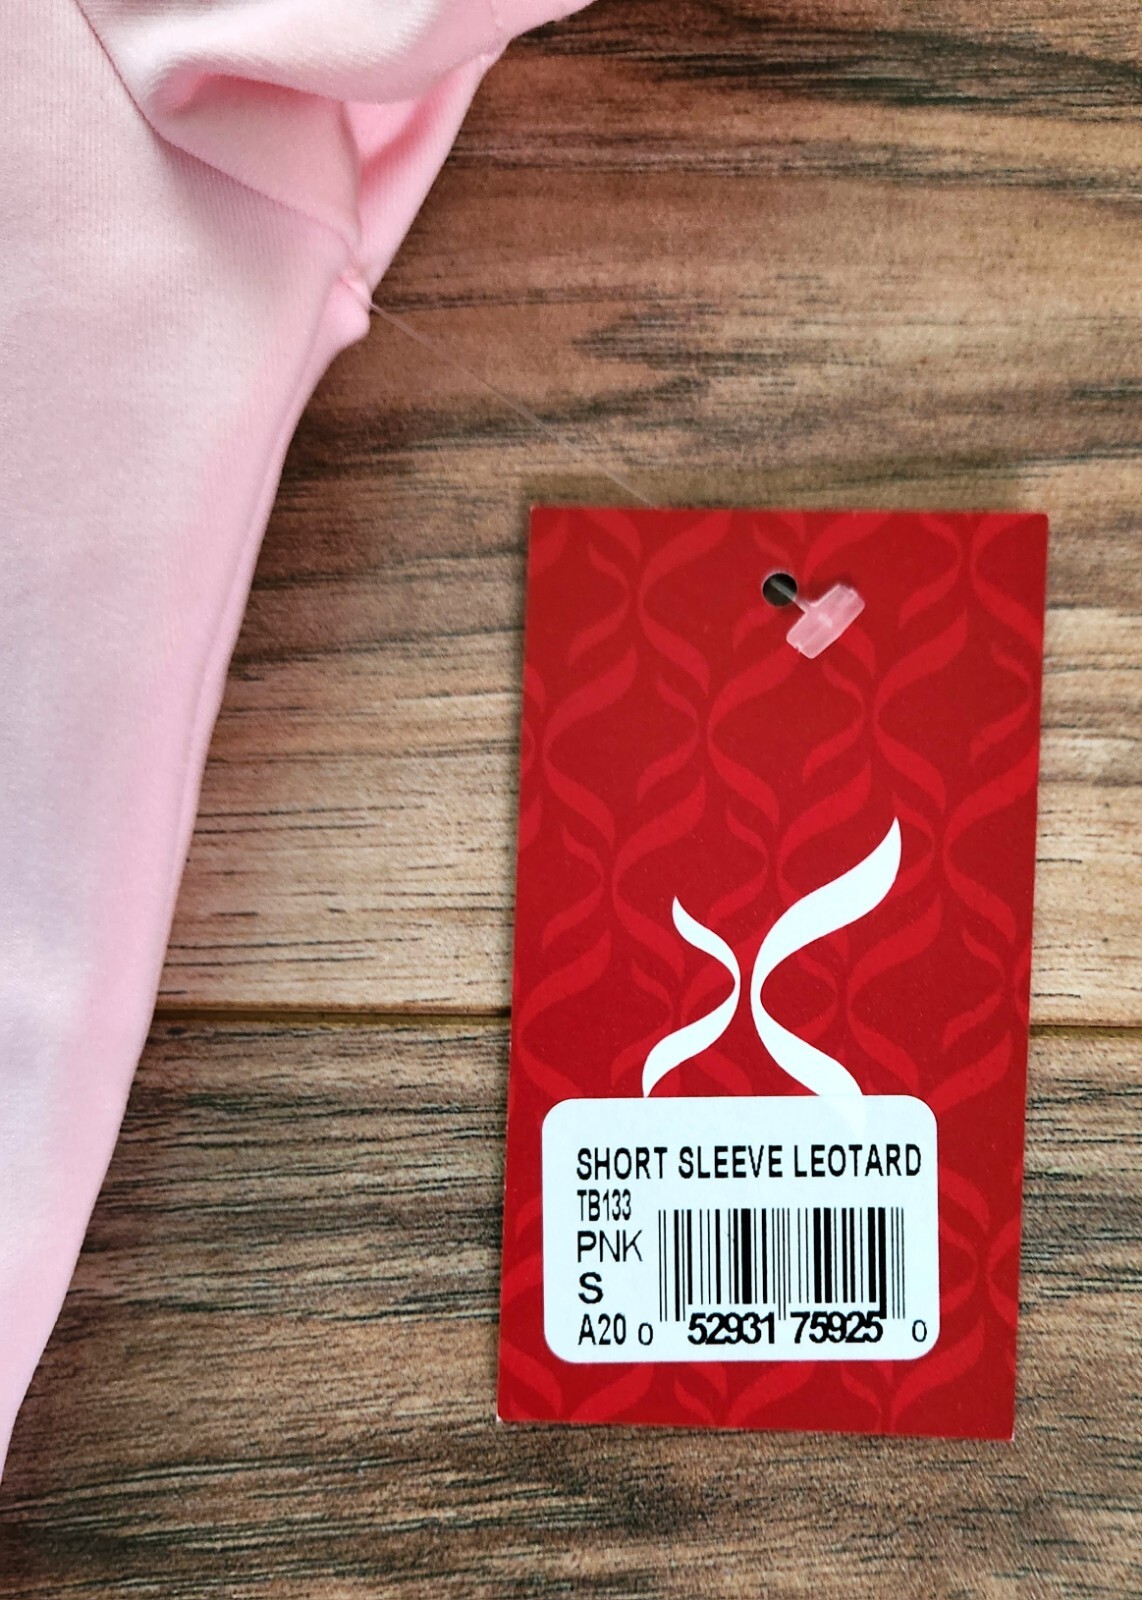 SHORT SLEEVE LEOTARD
TB133
PNK
S
A20 0 52931 75925 0